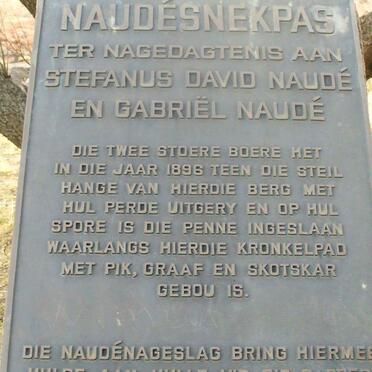 NAUDÉSNEKPAS
TER NAGEDAGTENIS AAN
STEFANUS DAVID NAUDÉ
EN GABRIËL NAUDÉ
DIE TWEE STOERE BOERE HET
IN DIE JAAR 1896 TEEN DIE STEIL
HANGE VAN HIERDIE BERG MET
HUL PERDE UITGERY EN OP HUL
SPORE IS DIE PENNE INGESLAAN
WAARLANGS HIERDIE KRONKELPAD
MET PIK, GRAAF EN SKOTSKAR
GEBOU IS.
DIE NAUDÉNAGESLAG BRING HIERMEE